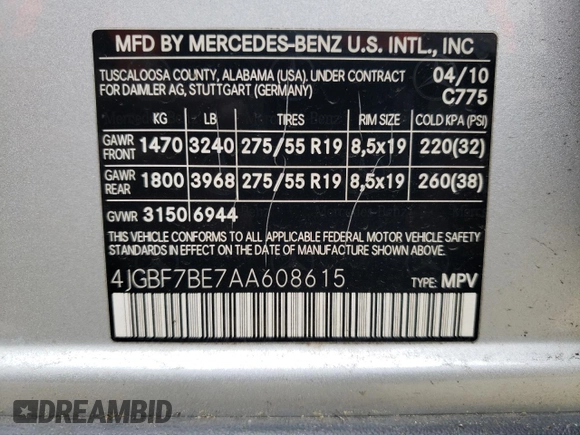 MFD BY MERCEDES-BENZ U.S. INTL., INC
TUSCALOOSA COUNTY, ALABAMA (USA). UNDER CONTRACT 04/10
FOR DAIMLER AG, STUTTGART (GERMANY) C775
KG LB TIRES RIM SIZE COLD KPA (PSI)
GAWR FRONT 1470 3240 275/55 R19 8,5x19 220(32)
GAWR REAR 1800 3968 275/55 R19 8,5x19 260(38)
GVWR 3150 6944
THIS VEHICLE CONFORMS TO ALL APPLICABLE FEDERAL MOTOR VEHICLE SAFETY
STANDARDS IN EFFECT ON THE DATE OF MANUFACTURE SHOWN ABOVE.
4JGBF7BE7AA608615 TYPE: MPV
DREAMBID